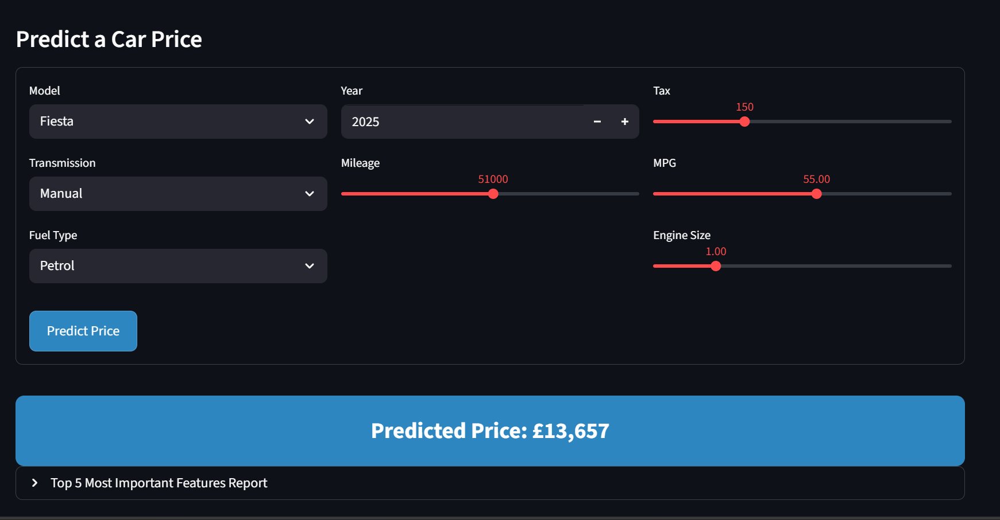 Predict a Car Price
Model
Fiesta
Transmission
Manual
Fuel Type
Petrol
Year
2025
Mileage
51000
Tax
150
MPG
55.00
Engine Size
1.00
Predict Price
Predicted Price: £13,657
Top 5 Most Important Features Report